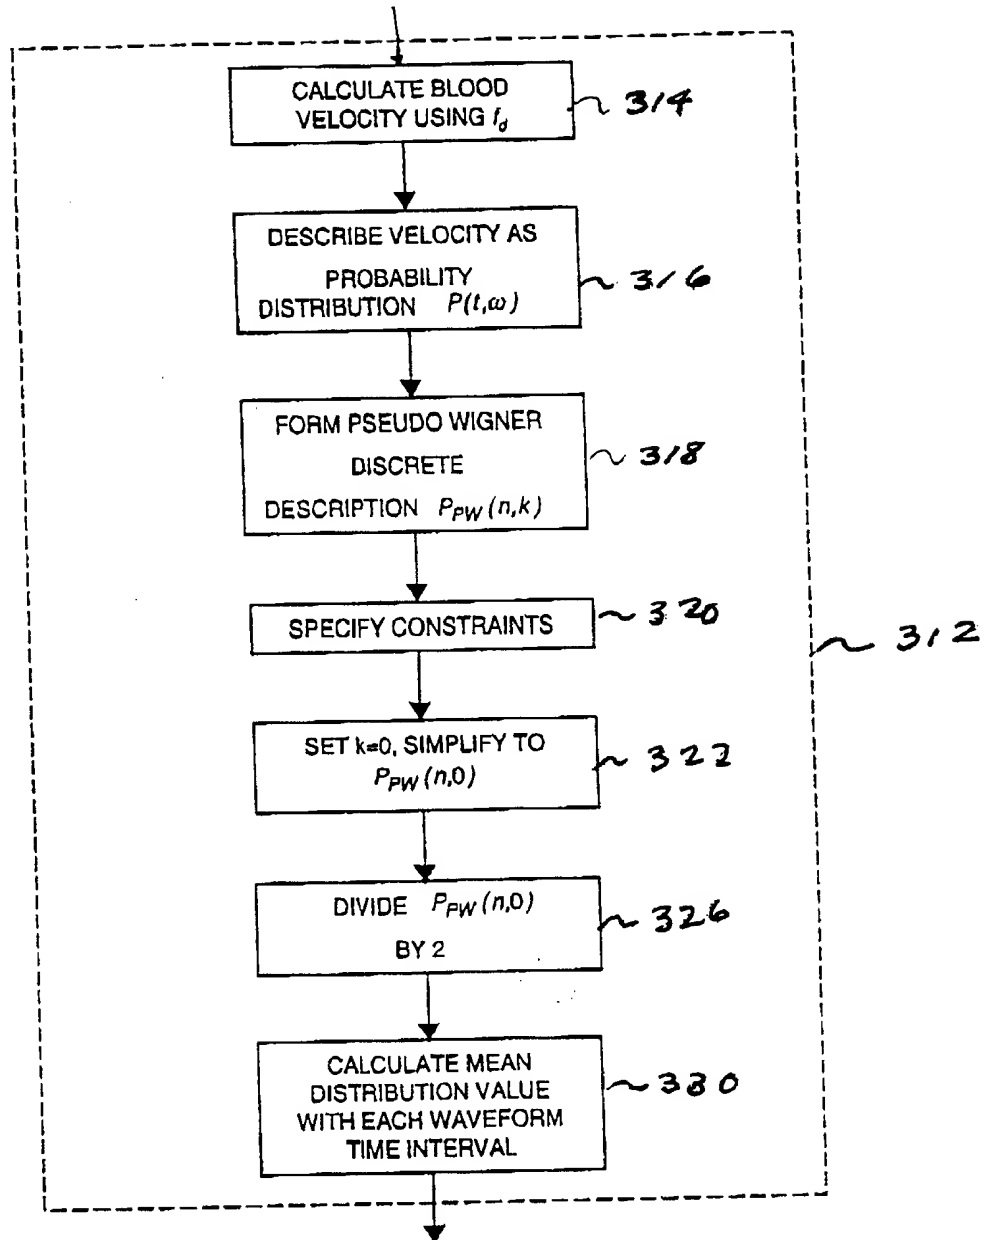 CALCULATE BLOOD
VELOCITY USING f_d
314
DESCRIBE VELOCITY AS
PROBABILITY
DISTRIBUTION P(t,ω)
316
FORM PSEUDO WIGNER
DISCRETE
DESCRIPTION P_PW(n,k)
318
SPECIFY CONSTRAINTS
320
312
SET k=0, SIMPLIFY TO
P_PW(n,0)
322
DIVIDE P_PW(n,0)
BY 2
326
CALCULATE MEAN
DISTRIBUTION VALUE
WITH EACH WAVEFORM
TIME INTERVAL
330